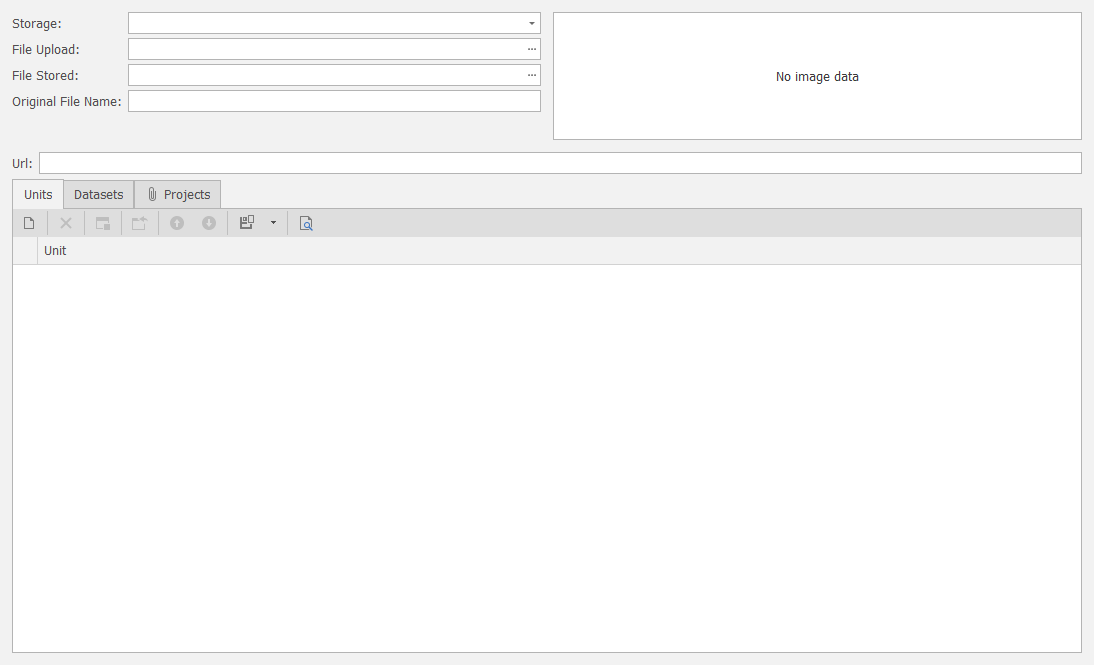 Storage:
File Upload:
File Stored:
Original File Name:
No image data
Url:
Units Datasets Projects
Unit